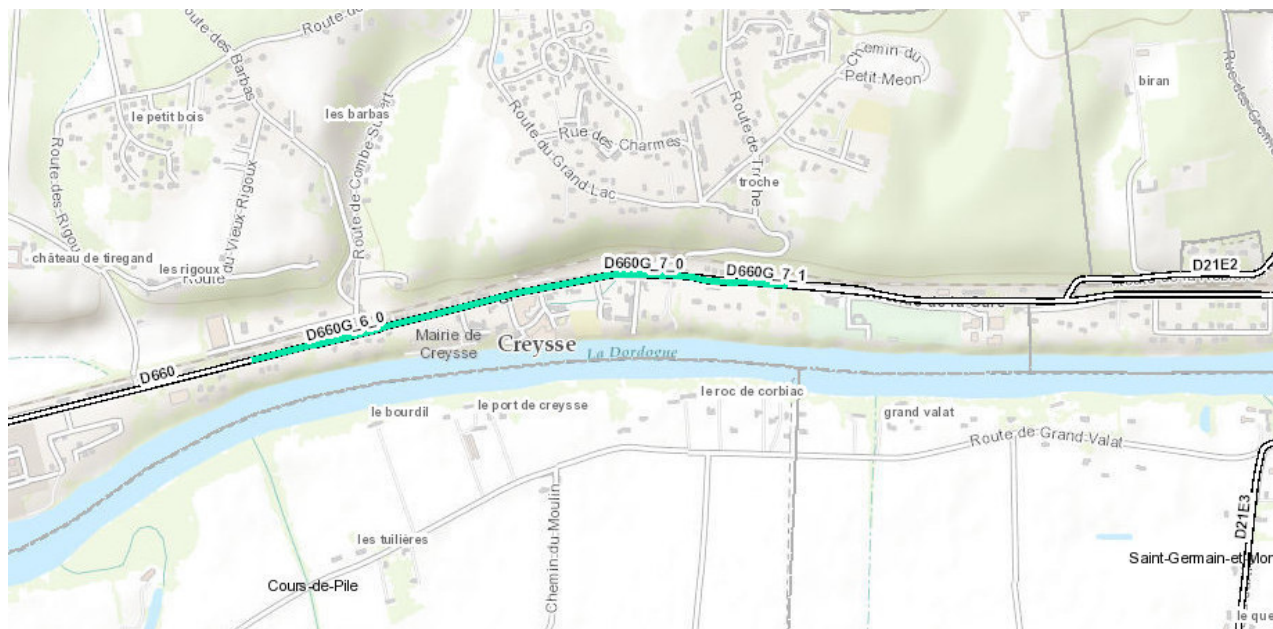 Route des Barbas
Route des Rigoux
le petit bois
les barbas
Route de Combe
Route du Vieux Rigoux
château de tiregand
les rigoux
Rue des Charmes
Route du Grand Lac
Route de Troche
troche
Chemin du
Petit Meon
biran
D660G_7_0
D660G_7_1
D21E2
D660G_6_0
D660
Mairie de
Creysse
Creysse
La Dordogne
le bourdil
le port de creysse
le roc de corbiac
grand valat
Route de Grand Valat
les tuilières
Chemin du Moulin
Cours-de-Pile
D21E3
Saint-Germain-et-Mon
le que